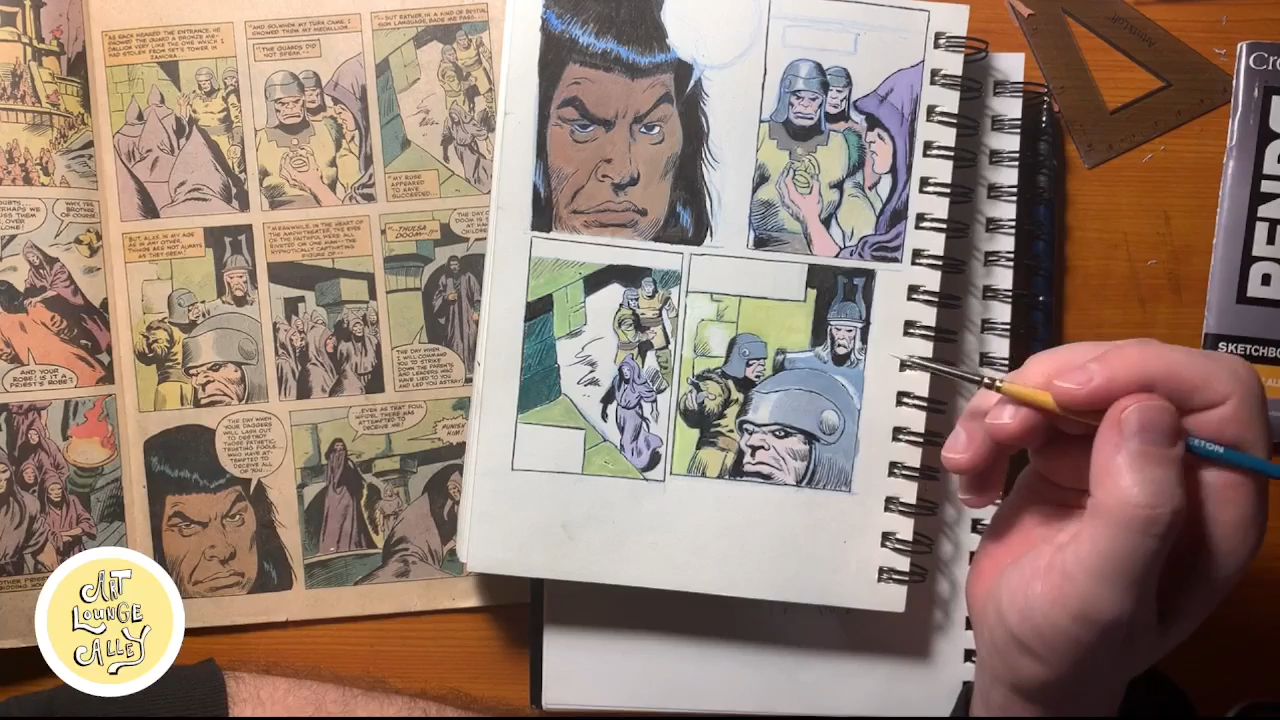 "AS EACH NEARED THE ENTRANCE, HE
SHOWED THE GUARD A BRONZE ME-
DALLION VERY LIKE THE ONE WHICH I
HAD STOLEN FROM SET'S TOWER IN
ZAMORA...
"AND SO, WHEN MY TURN CAME, I
SHOWED THEM MY MEDALLION.
"THE GUARDS DID
NOT SPEAK--
"--BUT RATHER, IN A KIND OF BESTIAL
SIGN LANGUAGE, BADE ME PASS...
"MY RUSE
APPEARED
TO HAVE
SUCCEEDED...
WHY, YES,
BROTHER,
OF COURSE.
AND YOUR
ROBE! IS IT A
PRIEST'S ROBE?
"BUT, ALAS, IN MY AGE
AS IN ANY OTHER,
THINGS ARE NOT ALWAYS
AS THEY SEEM!
"MEANWHILE, IN THE HEART OF
THE AMPHITHEATER, THE EYES
OF THE FAITHFUL WERE ALL
RIVETED ON ONE MAN--THE
HYPNOTICALLY CAPTIVATING
FIGURE OF--
"--THULSA
DOOM--!!
THE DAY OF
DOOM IS
THE DAY WHEN
I WILL COMMAND
YOU TO STRIKE
DOWN THE PARENTS
AND LEADERS WHO
HAVE LIED TO YOU
AND LED YOU ASTRAY!
THE DAY WHEN
YOUR DAGGERS
WILL LASH OUT
TO DESTROY
THOSE PATHETIC,
TRUSTING FOOLS
WHO HAVE AT-
TEMPTED TO
DECEIVE ALL
OF YOU...
...EVEN AS THAT FOUL
INFIDEL THERE HAS
ATTEMPTED TO
DECEIVE ME!
PUNISH
HIM!
ART
LOUNGE
ALLEY
SKETCHBO